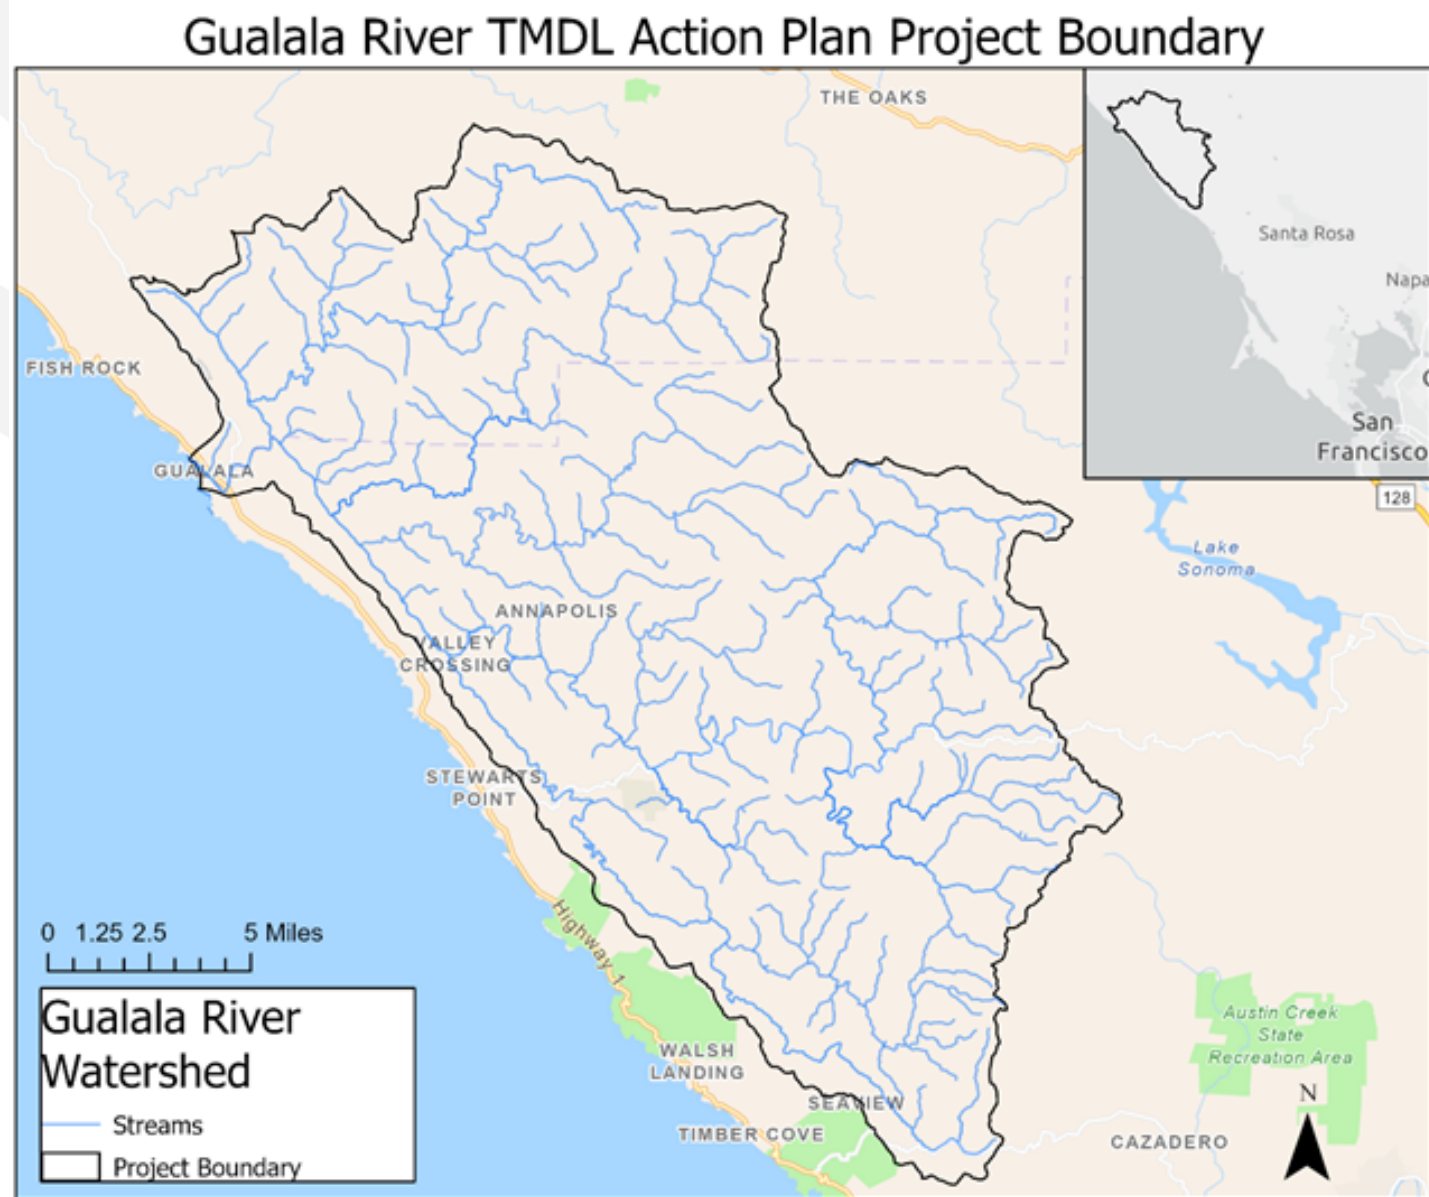 Gualala River TMDL Action Plan Project Boundary
THE OAKS
Santa Rosa
Napa
San
Francisco
FISH ROCK
GUALALA
128
Lake
Sonoma
ANNAPOLIS
VALLEY
CROSSING
STEWARTS
POINT
Highway 1
0 1.25 2.5 5 Miles
Gualala River
Watershed
Streams
Project Boundary
WALSH
LANDING
SEAVIEW
TIMBER COVE
Austin Creek
State
Recreation Area
N
CAZADERO